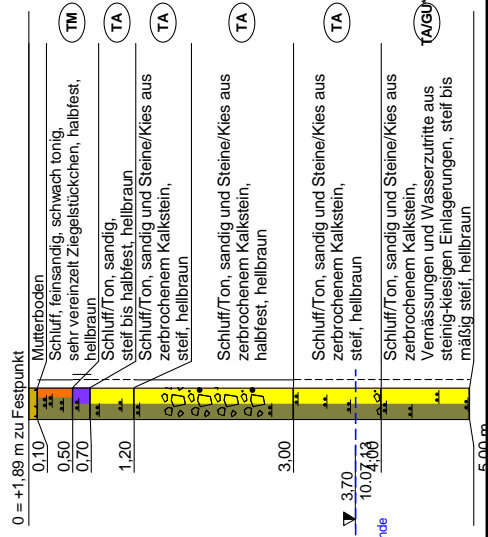 0 = +1,89 m zu Festpunkt
0,10
Mutterboden
Schluff, feinsandig, schwach tonig,
sehr vereinzelt Ziegelstückchen, halbfest,
hellbraun
TM
0,50
0,70
Schluff/Ton, sandig,
steif bis halbfest, hellbraun
TA
1,20
Schluff/Ton, sandig und Steine/Kies aus
zerbrochenem Kalkstein,
steif, hellbraun
TA
Schluff/Ton, sandig und Steine/Kies aus
zerbrochenem Kalkstein,
halbfest, hellbraun
TA
3,00
Schluff/Ton, sandig und Steine/Kies aus
zerbrochenem Kalkstein,
steif, hellbraun
TA
3,70
10.07.13
4,00
Schluff/Ton, sandig und Steine/Kies aus
zerbrochenem Kalkstein,
Vernässungen und Wasserzutritte aus
steinig-kiesigen Einlagerungen, steif bis
mäßig steif, hellbraun
5,00 m